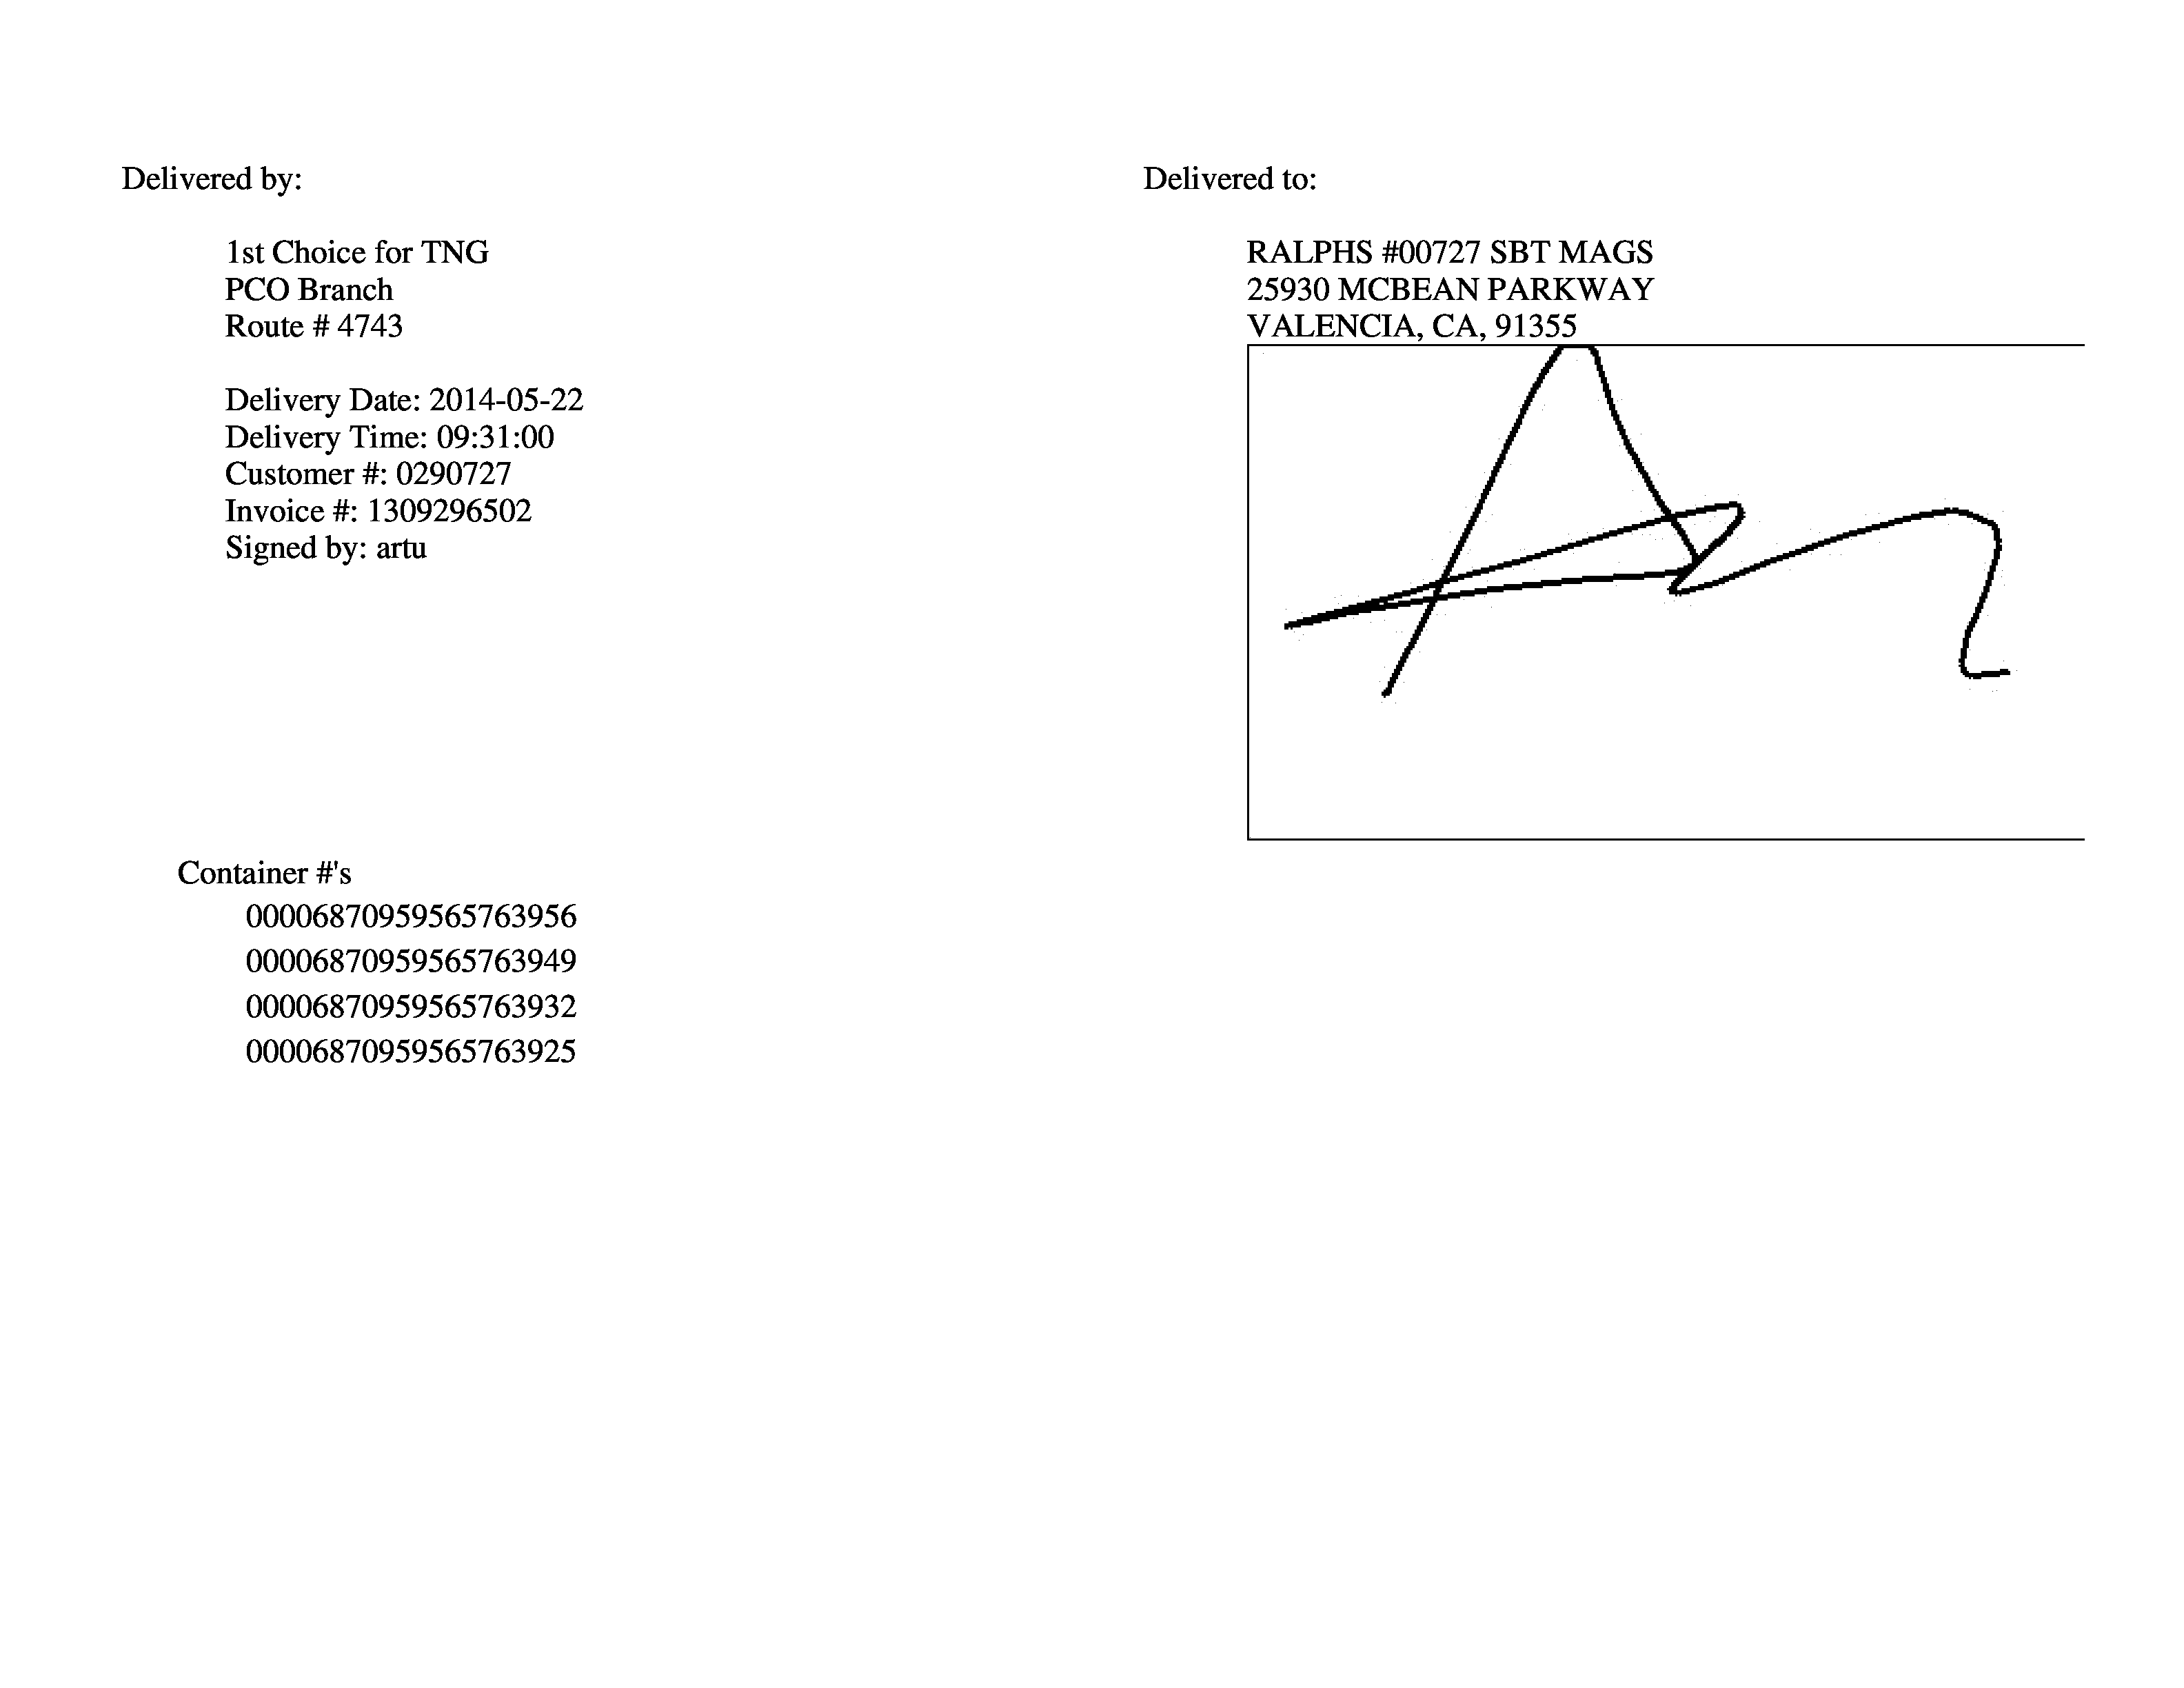 Delivered by:
1st Choice for TNG
PCO Branch
Route # 4743
Delivery Date: 2014-05-22
Delivery Time: 09:31:00
Customer #: 0290727
Invoice #: 1309296502
Signed by: artu
Delivered to:
RALPHS #00727 SBT MAGS
25930 MCBEAN PARKWAY
VALENCIA, CA, 91355
Container #'s
00006870959565763956
00006870959565763949
00006870959565763932
00006870959565763925